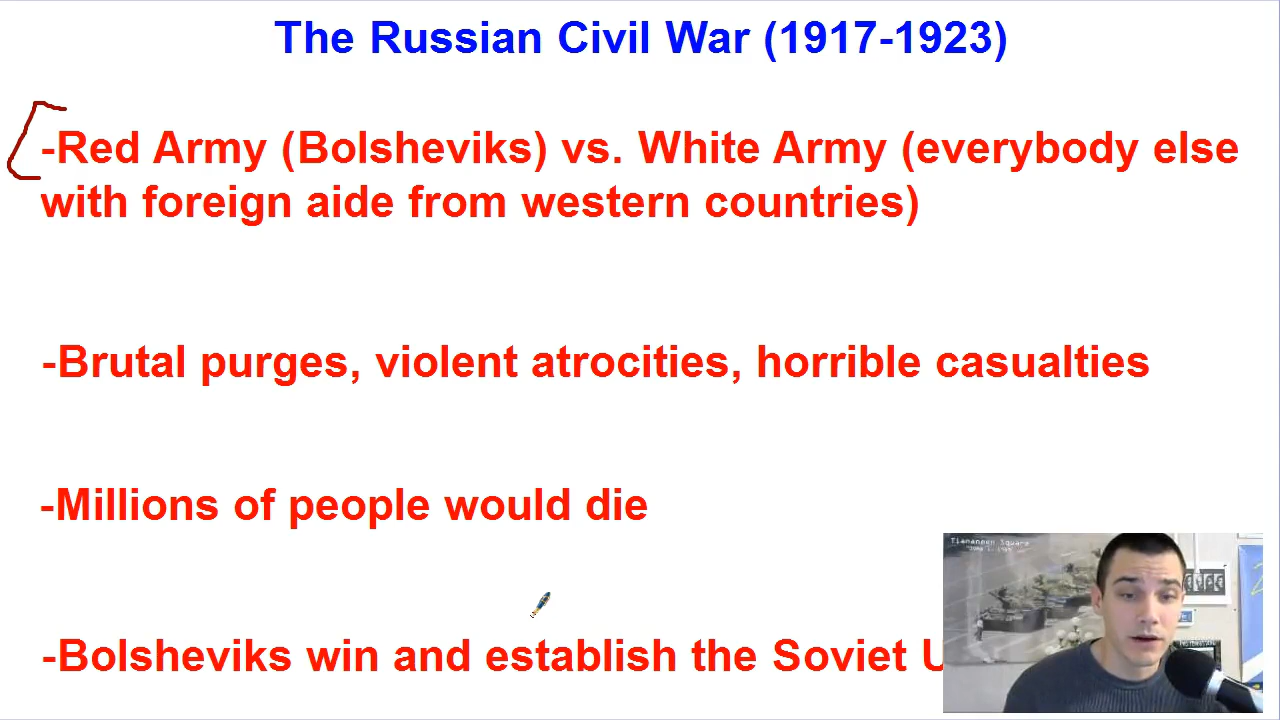 The Russian Civil War (1917-1923)
-Red Army (Bolsheviks) vs. White Army (everybody else
with foreign aide from western countries)
-Brutal purges, violent atrocities, horrible casualties
-Millions of people would die
-Bolsheviks win and establish the Soviet
Tiananmen Square